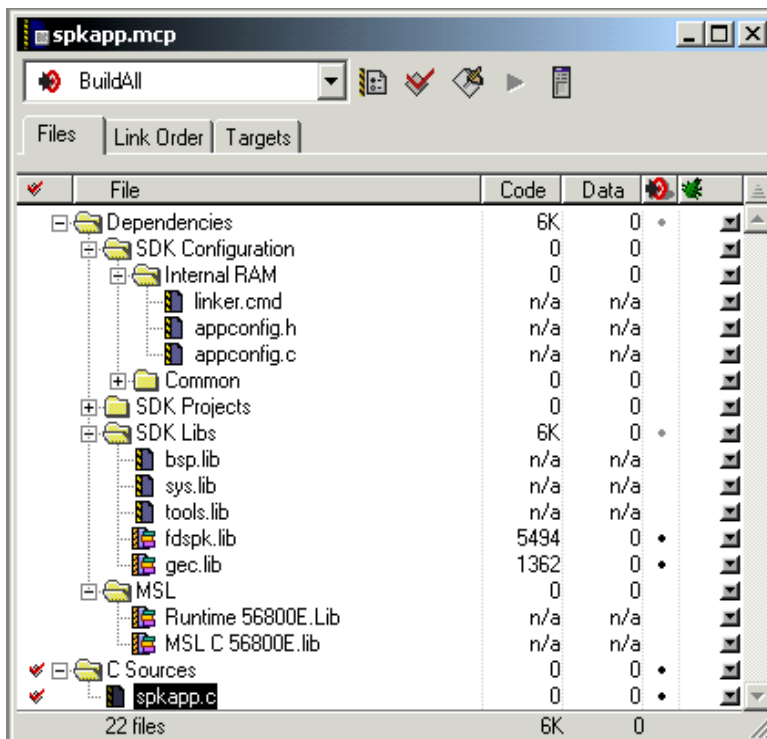 spkapp.mcp
BuildAll
Files Link Order Targets
File Code Data
Dependencies 6K 0
SDK Configuration 0 0
Internal RAM 0 0
linker.cmd n/a n/a
appconfig.h n/a n/a
appconfig.c n/a n/a
Common 0 0
SDK Projects 0 0
SDK Libs 6K 0
bsp.lib n/a n/a
sys.lib n/a n/a
tools.lib n/a n/a
fdspk.lib 5494 0
gec.lib 1362 0
MSL 0 0
Runtime 56800E.Lib n/a n/a
MSL C 56800E.lib n/a n/a
C Sources 0 0
spkapp.c 0 0
22 files 6K 0